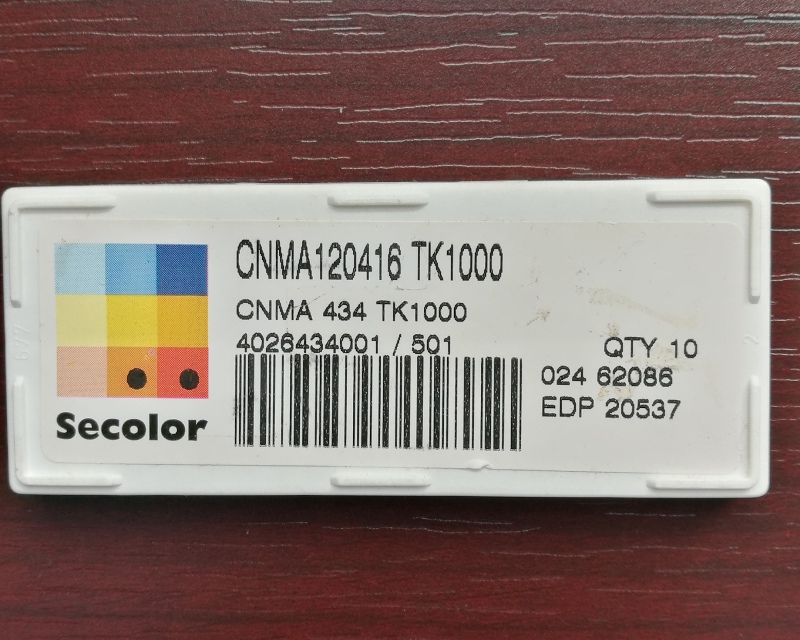 CNMA120416 TK1000
CNMA 434 TK1000
4026434001 / 501
QTY 10
024 62086
EDP 20537
Secolor